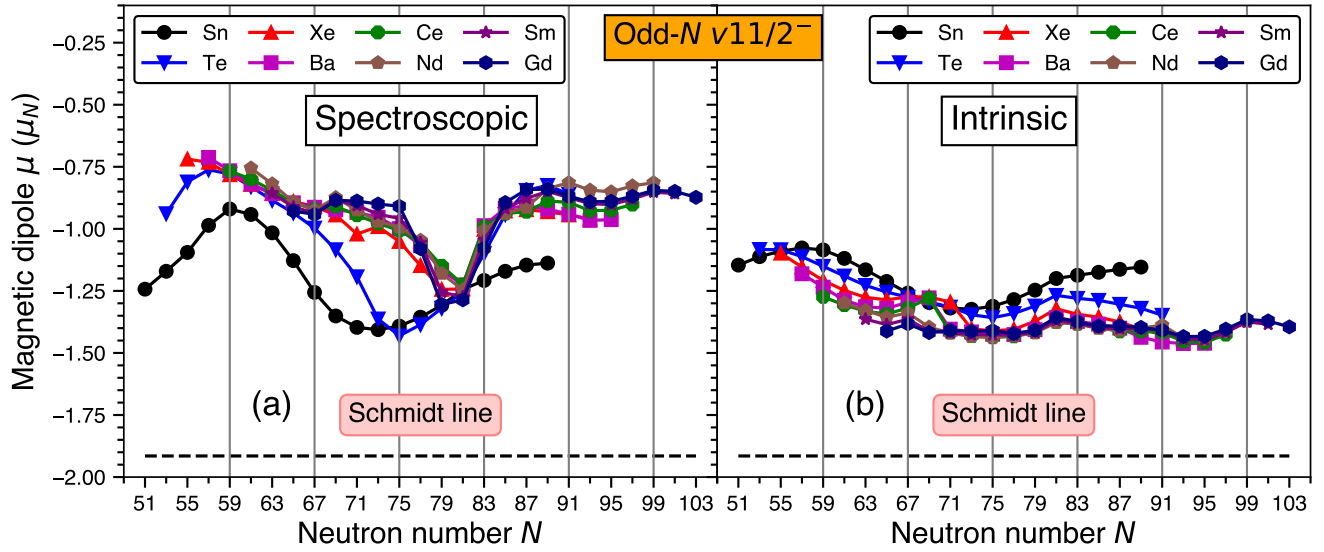 Odd-N ν11/2⁻
Sn Xe Ce Sm
Te Ba Nd Gd
Sn Xe Ce Sm
Te Ba Nd Gd
Spectroscopic
Intrinsic
Magnetic dipole μ (μN)
−0.25
−0.50
−0.75
−1.00
−1.25
−1.50
−1.75
−2.00
(a)
(b)
Schmidt line
Schmidt line
51 55 59 63 67 71 75 79 83 87 91 95 99 103
51 55 59 63 67 71 75 79 83 87 91 95 99 103
Neutron number N
Neutron number N